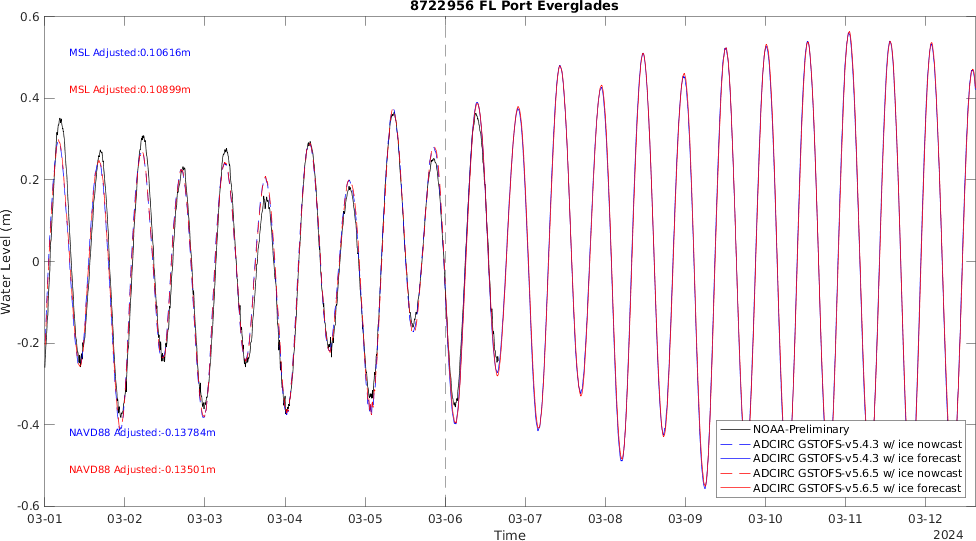 8722956 FL Port Everglades
0.6
0.4
0.2
0
-0.2
-0.4
-0.6
Water Level (m)
MSL Adjusted:0.10616m
MSL Adjusted:0.10899m
NAVD88 Adjusted:-0.13784m
NAVD88 Adjusted:-0.13501m
NOAA-Preliminary
ADCIRC GSTOFS-v5.4.3 w/ ice nowcast
ADCIRC GSTOFS-v5.4.3 w/ ice forecast
ADCIRC GSTOFS-v5.6.5 w/ ice nowcast
ADCIRC GSTOFS-v5.6.5 w/ ice forecast
03-01 03-02 03-03 03-04 03-05 03-06 03-07 03-08 03-09 03-10 03-11 03-12
Time
2024